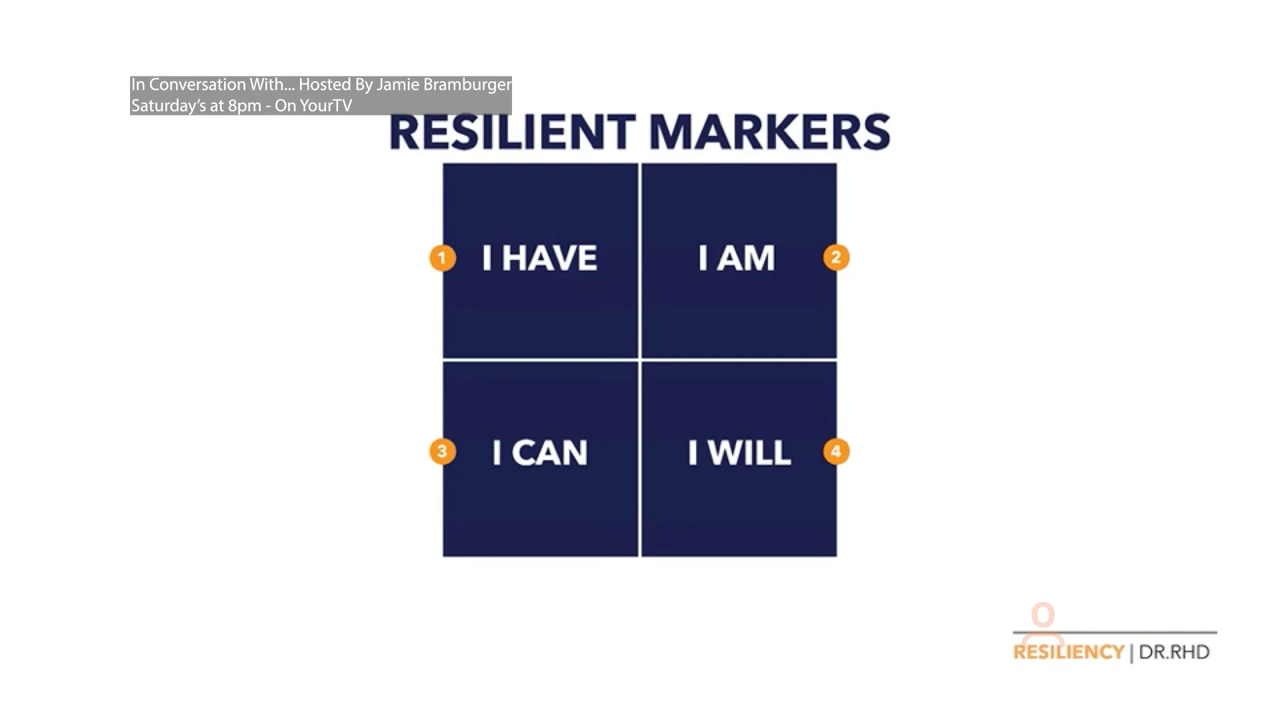 In Conversation With... Hosted By Jamie Bramburger
Saturday's at 8pm - On YourTV
RESILIENT MARKERS
1 I HAVE I AM 2
3 I CAN I WILL 4
RESILIENCY | DR.RHD